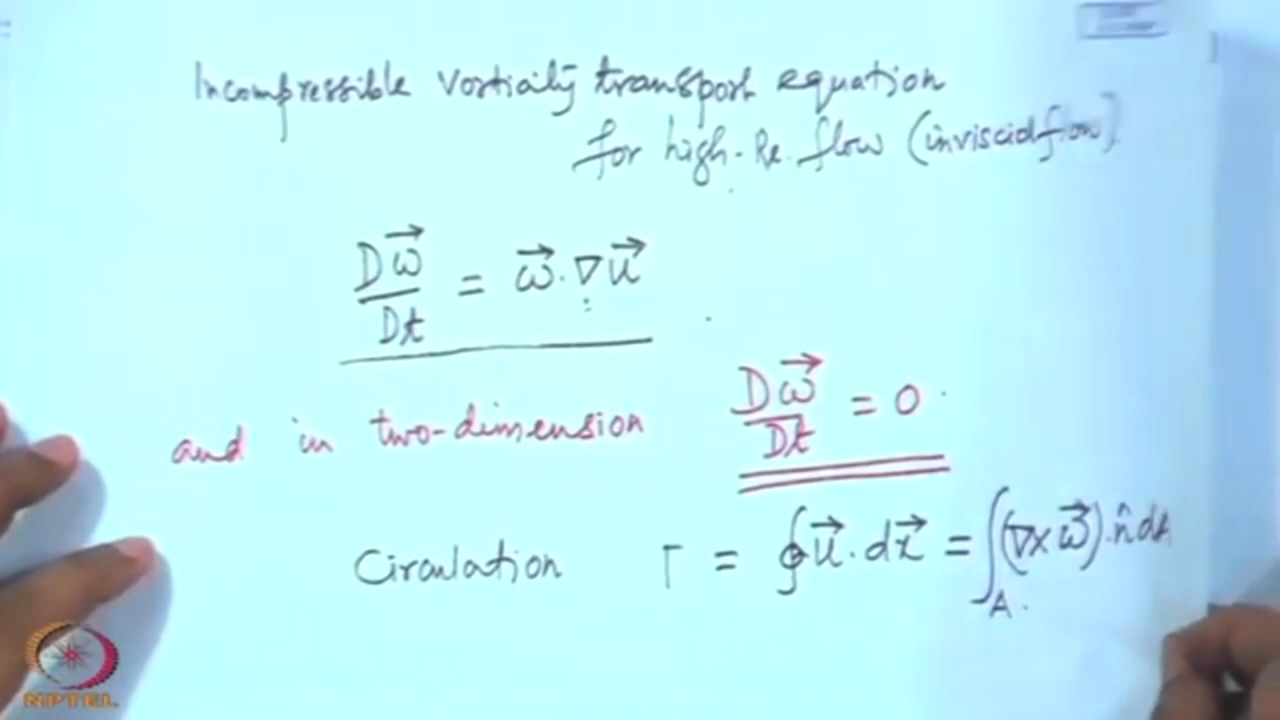 Incompressible vorticity transport equation
for high-Re. flow (inviscid flow)
Dω⃗/Dt = ω⃗.∇u⃗
and in two-dimension Dω⃗/Dt = 0
Circulation Γ = ∮u⃗.dx⃗ = ∫_A (∇×ω⃗).n̂ dA
NPTEL